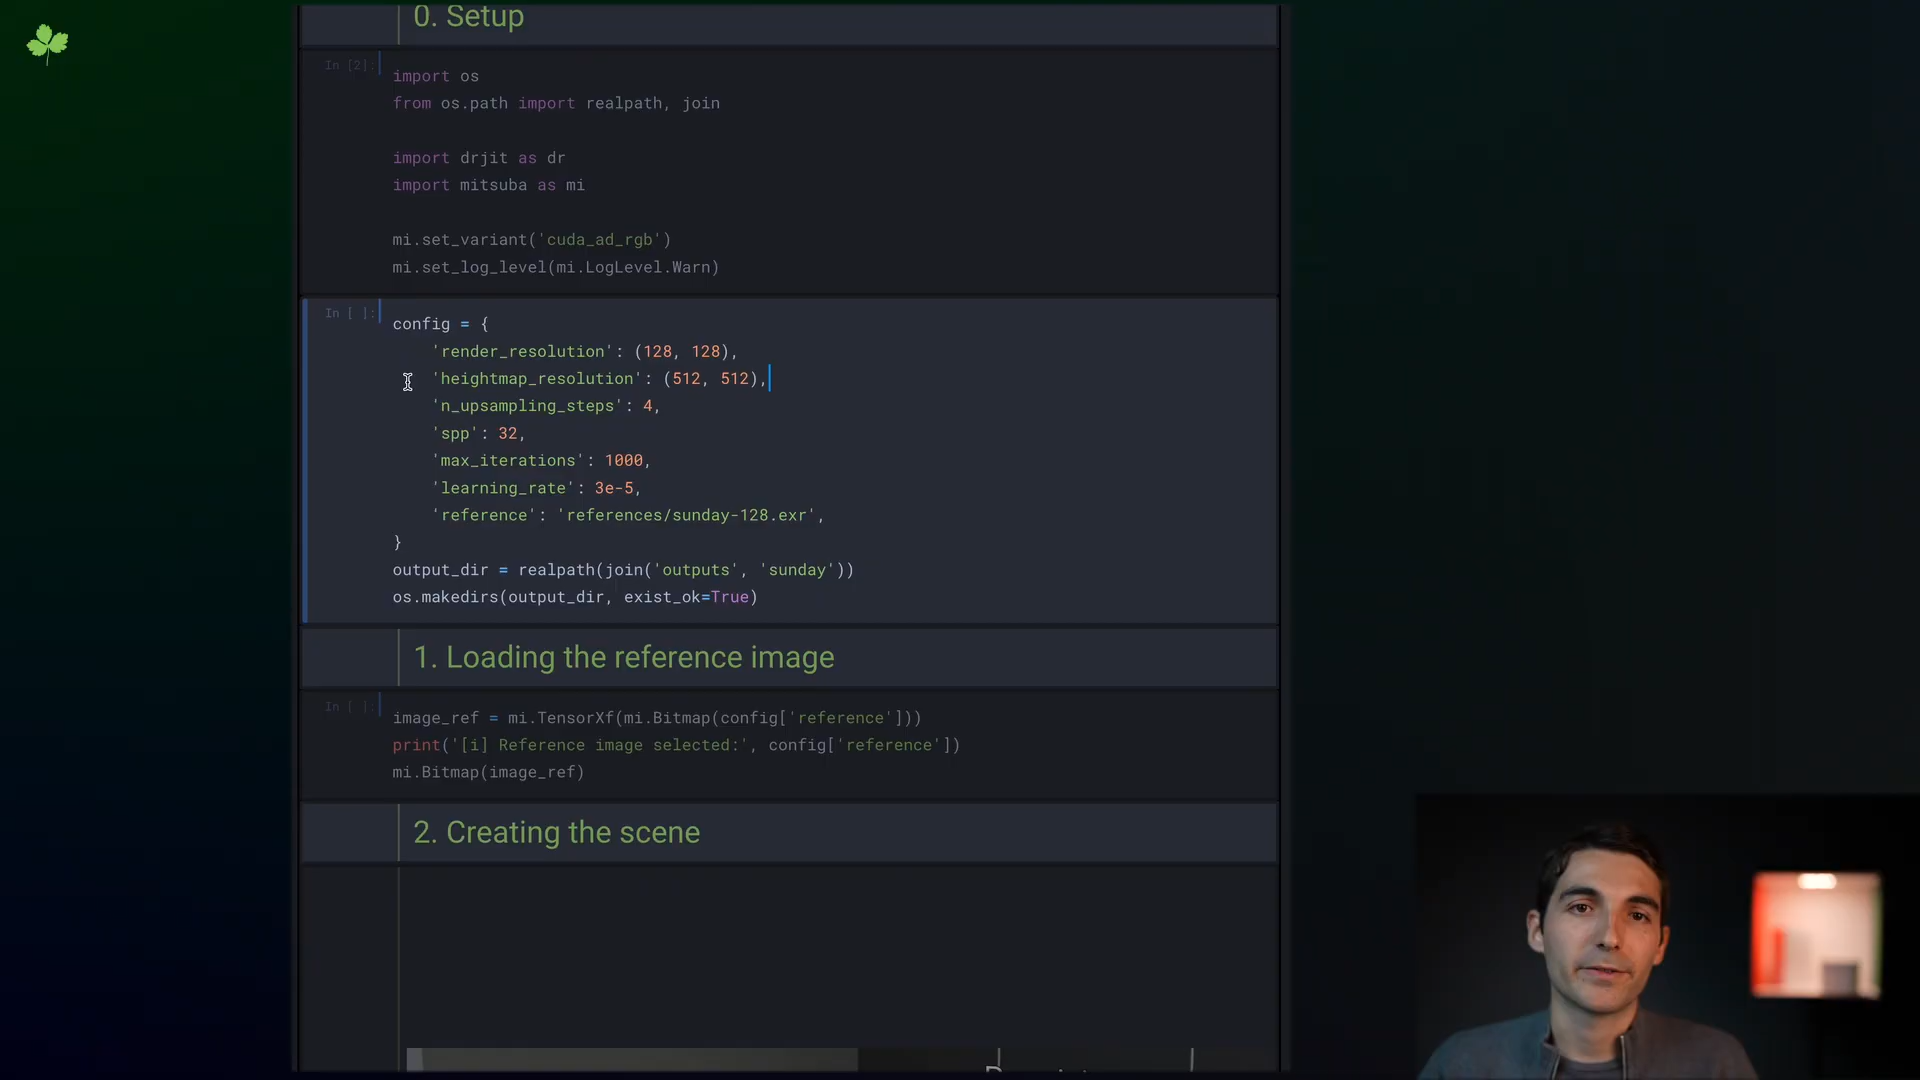 0. Setup
In [2]:
import os
from os.path import realpath, join
import drjit as dr
import mitsuba as mi
mi.set_variant('cuda_ad_rgb')
mi.set_log_level(mi.LogLevel.Warn)
In [ ]:
config = {
'render_resolution': (128, 128),
'heightmap_resolution': (512, 512),
'n_upsampling_steps': 4,
'spp': 32,
'max_iterations': 1000,
'learning_rate': 3e-5,
'reference': 'references/sunday-128.exr',
}
output_dir = realpath(join('outputs', 'sunday'))
os.makedirs(output_dir, exist_ok=True)
1. Loading the reference image
In [ ]:
image_ref = mi.TensorXf(mi.Bitmap(config['reference']))
print('[i] Reference image selected:', config['reference'])
mi.Bitmap(image_ref)
2. Creating the scene